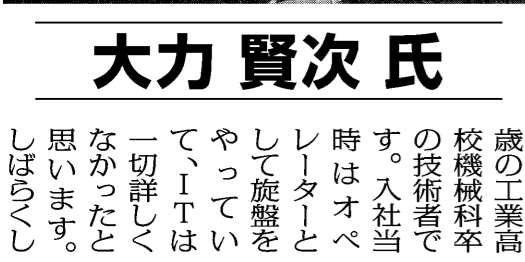 大力 賢次 氏
歳の工業高
校機械科卒
の技術者で
す。入社当
時はオペ
レーターと
して旋盤を
やってい
て、ITは
一切詳しく
なかったと
思います。
しばらくし